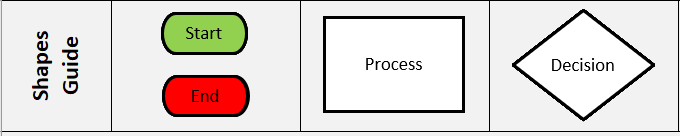 Shapes
Guide
Start
End
Process
Decision